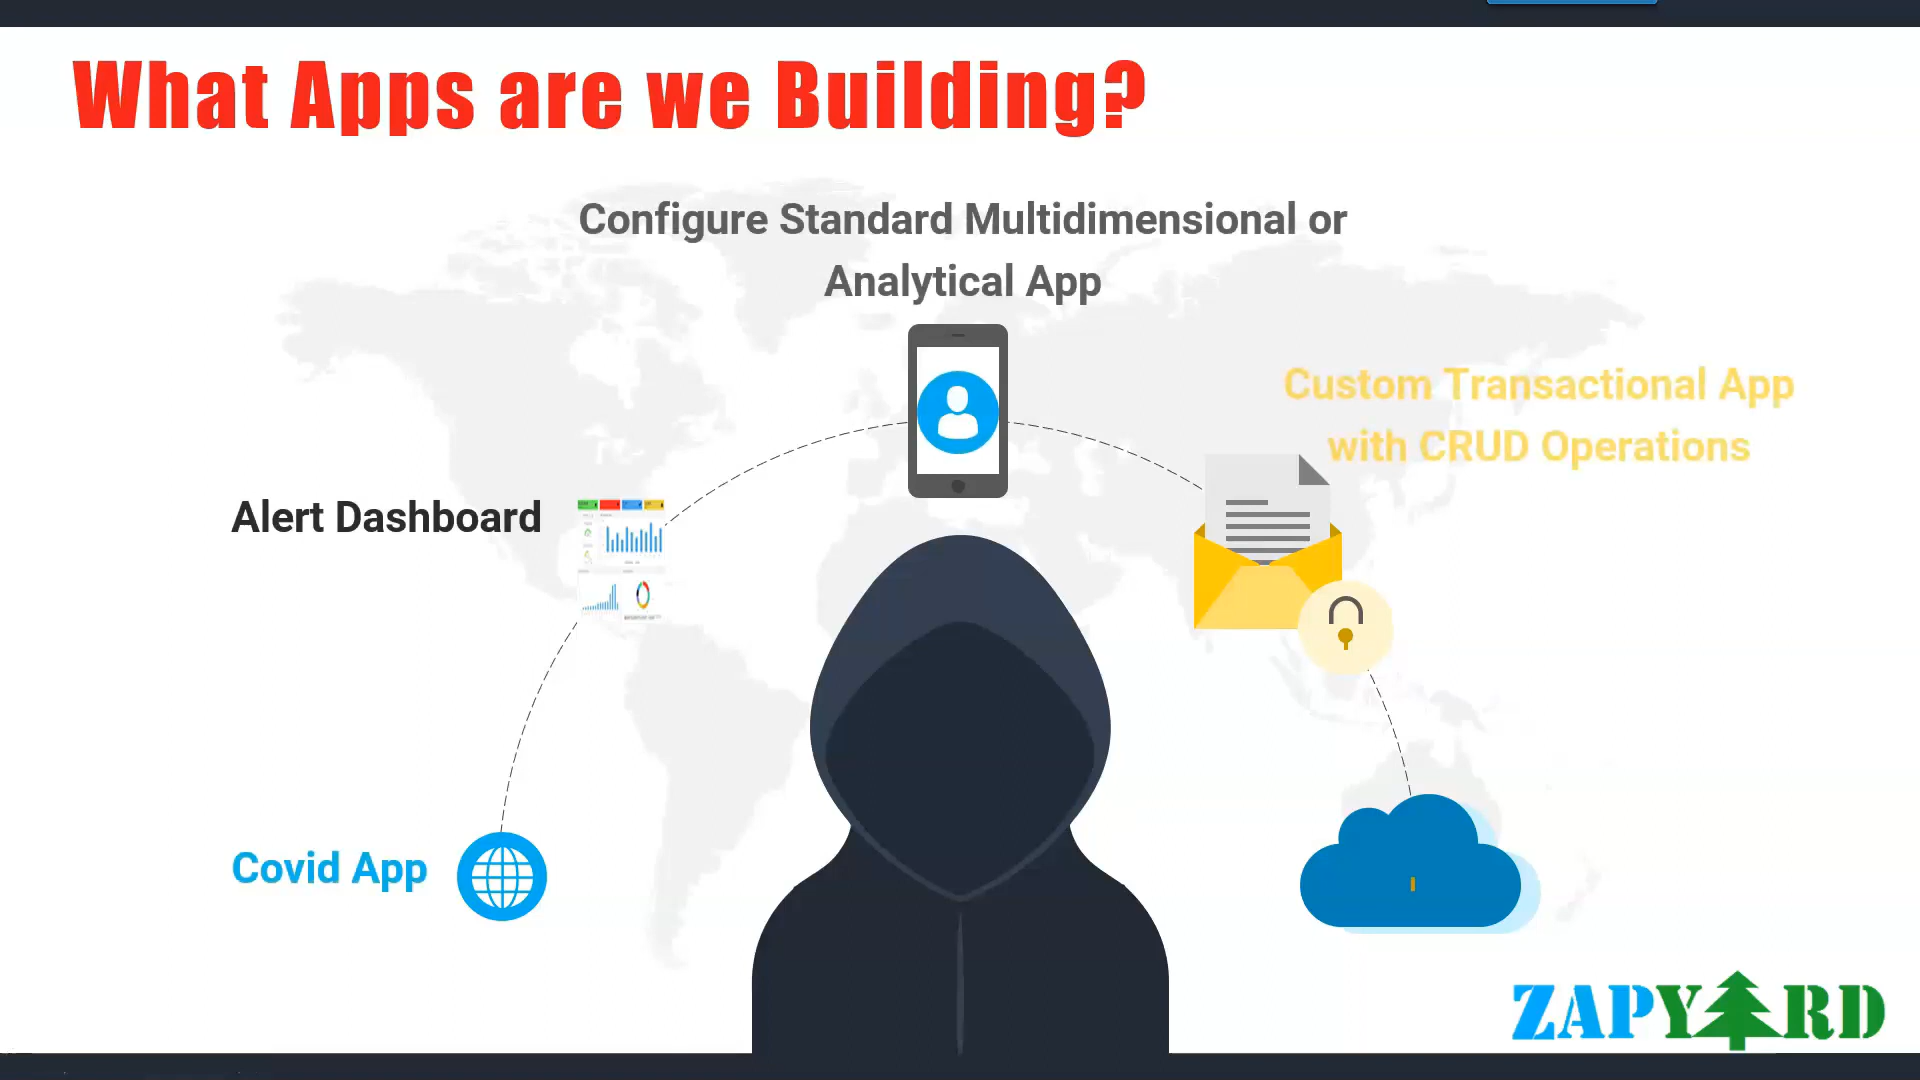 What Apps are we Building?
Configure Standard Multidimensional or
Analytical App
Custom Transactional App
with CRUD Operations
Alert Dashboard
Covid App
ZAPYARD